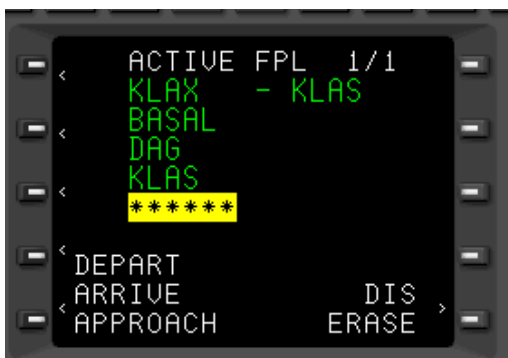 ACTIVE FPL 1/1
KLAX - KLAS
BASAL
DAG
KLAS
******
DEPART
ARRIVE DIS
APPROACH ERASE